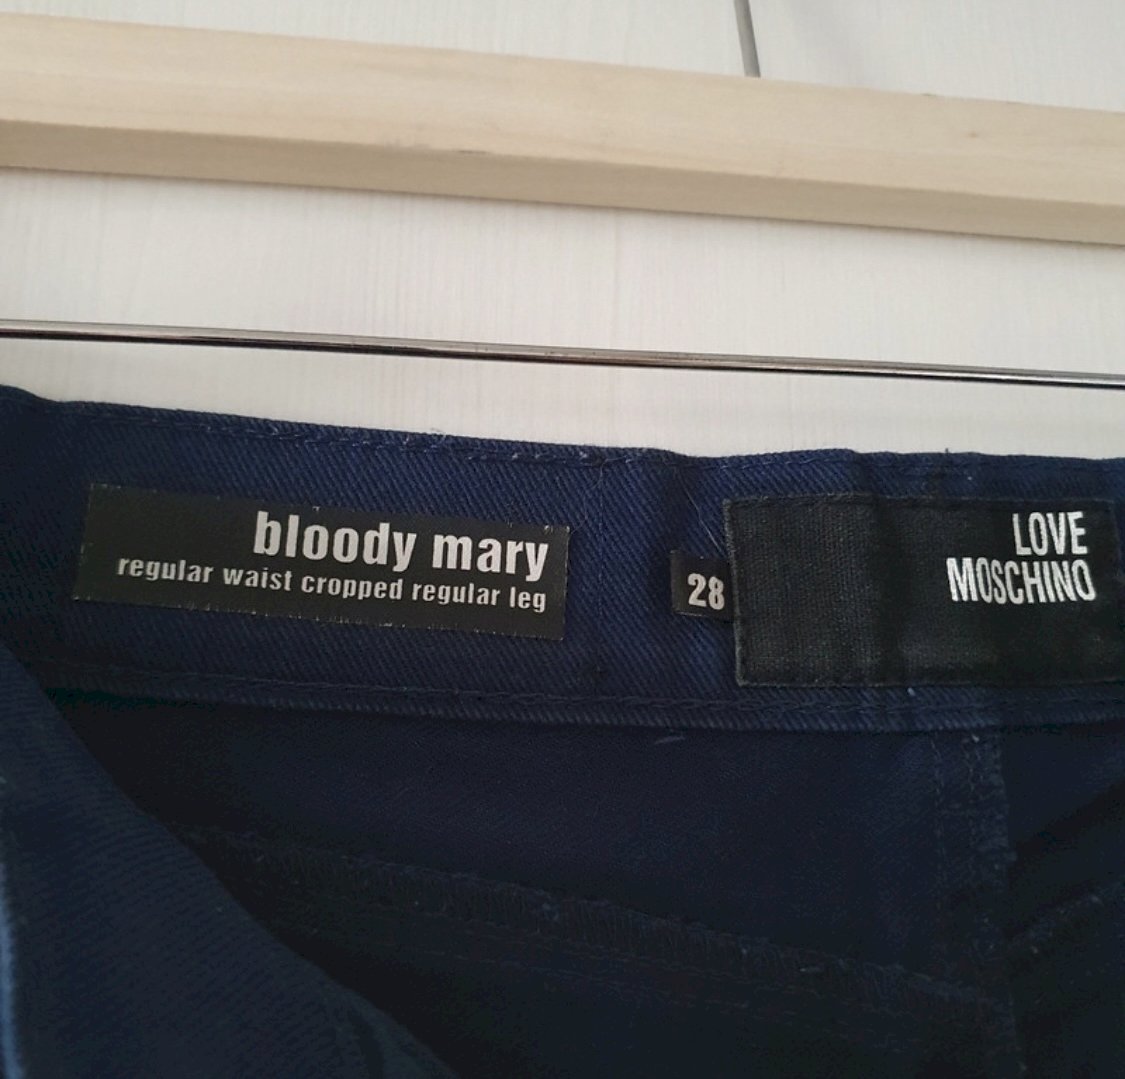 bloody mary
regular waist cropped regular leg
28
LOVE
MOSCHINO